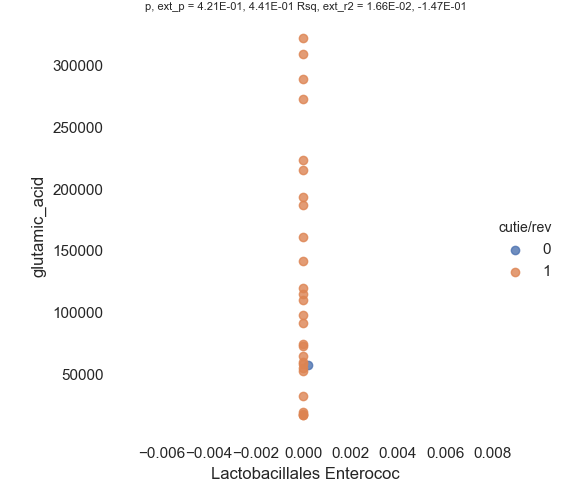 p, ext_p = 4.21E-01, 4.41E-01 Rsq, ext_r2 = 1.66E-02, -1.47E-01
300000
250000
200000
150000
100000
50000
glutamic_acid
cutie/rev
0
1
−0.006 −0.004 −0.002 0.000 0.002 0.004 0.006 0.008
Lactobacillales Enterococ